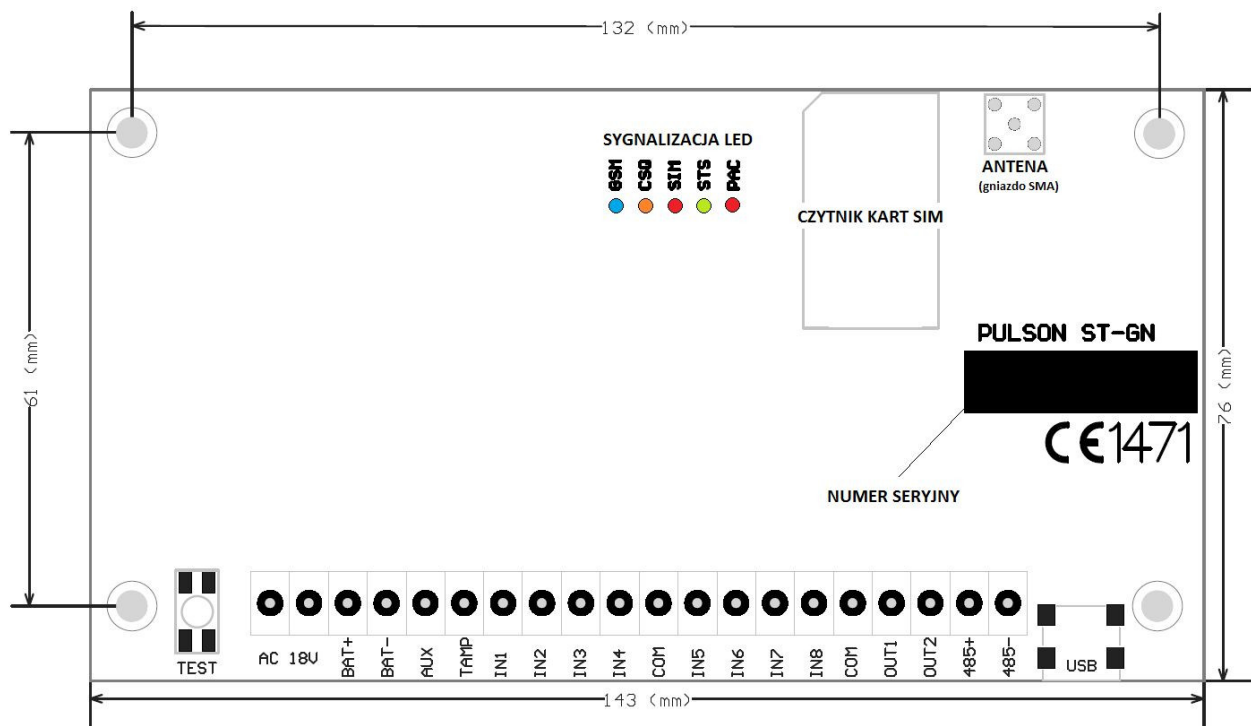 132 (mm)
SYGNALIZACJA LED
GSM
CSQ
SIM
STS
PAC
ANTENA
(gniazdo SMA)
CZYTNIK KART SIM
61 (mm)
76 (mm)
PULSON ST-GN
CE1471
NUMER SERYJNY
TEST
AC 18V
BAT+
BAT-
AUX
TAMP
IN1
IN2
IN3
IN4
COM
IN5
IN6
IN7
IN8
COM
OUT1
OUT2
485+
485-
USB
143 (mm)